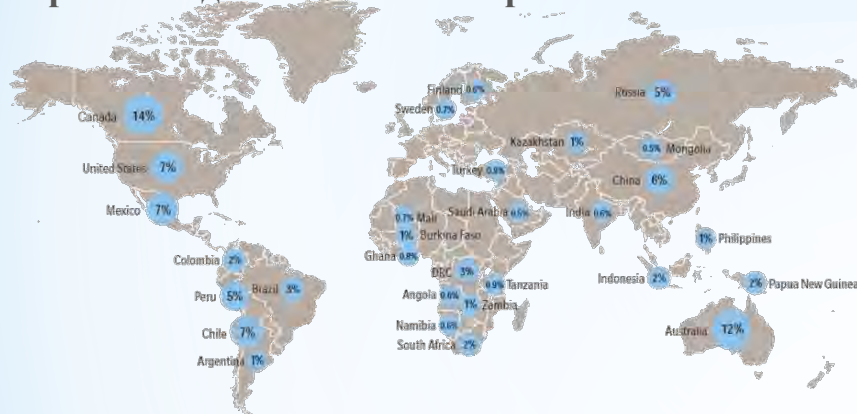 Finland 0.6%
Russia 5%
Sweden 0.7%
Canada 14%
Kazakhstan 1%
0.5% Mongolia
United States 7%
Turkey 0.9%
China 6%
Mexico 7%
0.7% Mali
Saudi Arabia 0.5%
India 0.6%
1% Burkina Faso
1% Philippines
Ghana 0.8%
Colombia 2%
DRC 3%
Indonesia 2%
0.9% Tanzania
2% Papua New Guinea
Peru 5%
Brazil 3%
Angola 0.6%
1% Zambia
Namibia 0.6%
Chile 7%
Australia 12%
South Africa 2%
Argentina 1%